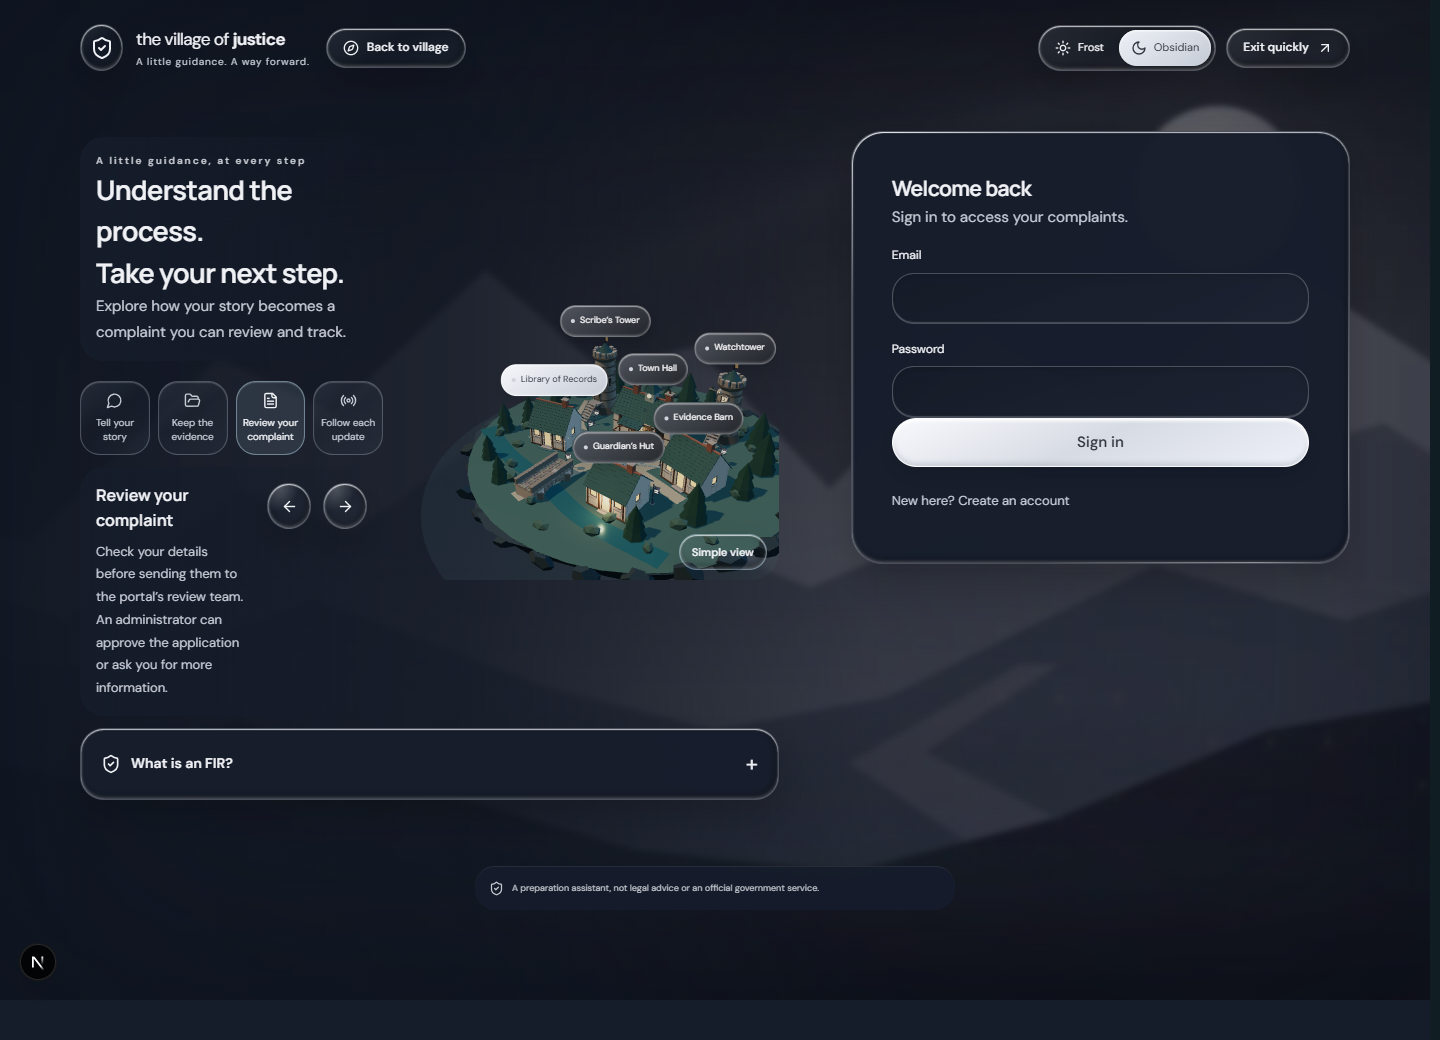 the village of justice
A little guidance. A way forward.
Back to village
Frost
Obsidian
Exit quickly
A little guidance, at every step
Understand the
process.
Take your next step.
Explore how your story becomes a
complaint you can review and track.
Tell your
story
Keep the
evidence
Review your
complaint
Follow each
update
Review your
complaint
Check your details
before sending them to
the portal's review team.
An administrator can
approve the application
or ask you for more
information.
Scribe's Tower
Watchtower
Town Hall
Library of Records
Evidence Barn
Guardian's Hut
Simple view
What is an FIR?
Welcome back
Sign in to access your complaints.
Email
Password
Sign in
New here? Create an account
A preparation assistant, not legal advice or an official government service.
N